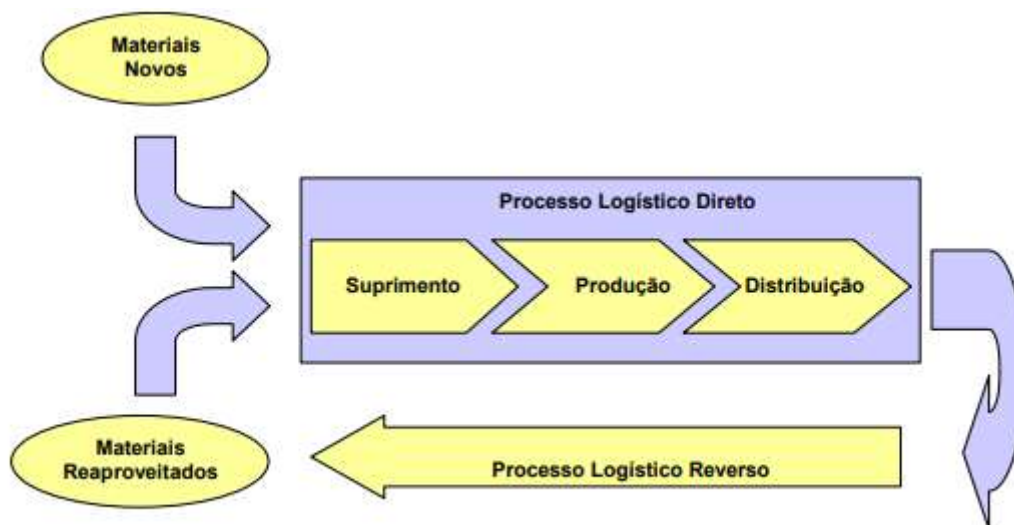 Materiais
Novos
Processo Logístico Direto
Suprimento
Produção
Distribuição
Materiais
Reaproveitados
Processo Logístico Reverso